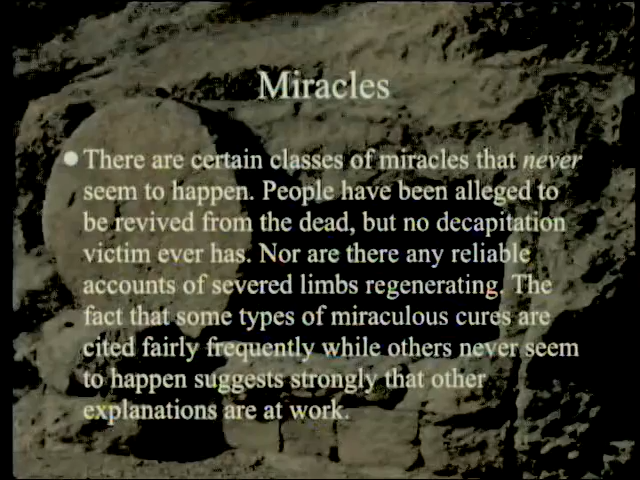 Miracles
● There are certain classes of miracles that never
seem to happen. People have been alleged to
be revived from the dead, but no decapitation
victim ever has. Nor are there any reliable
accounts of severed limbs regenerating. The
fact that some types of miraculous cures are
cited fairly frequently while others never seem
to happen suggests strongly that other
explanations are at work.